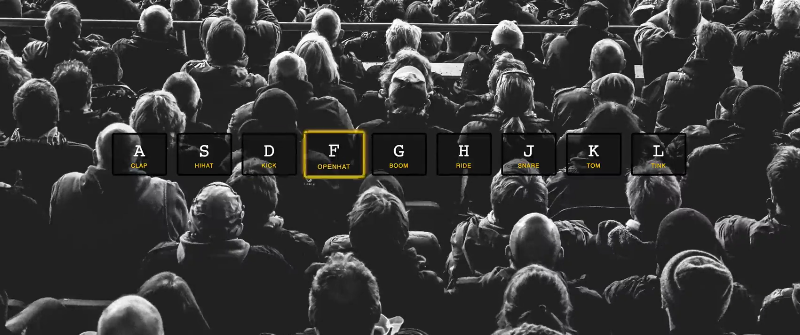 A S D F G H J K L
CLAP HIHAT KICK OPENHAT BOOM RIDE SNARE TOM TINK